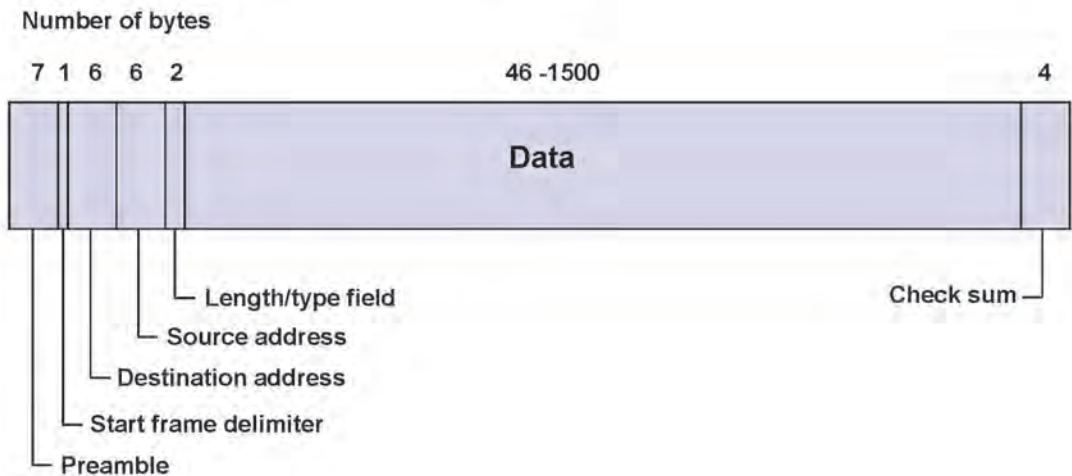 Number of bytes
7 1 6 6 2 46 -1500 4
Data
Length/type field
Check sum
Source address
Destination address
Start frame delimiter
Preamble